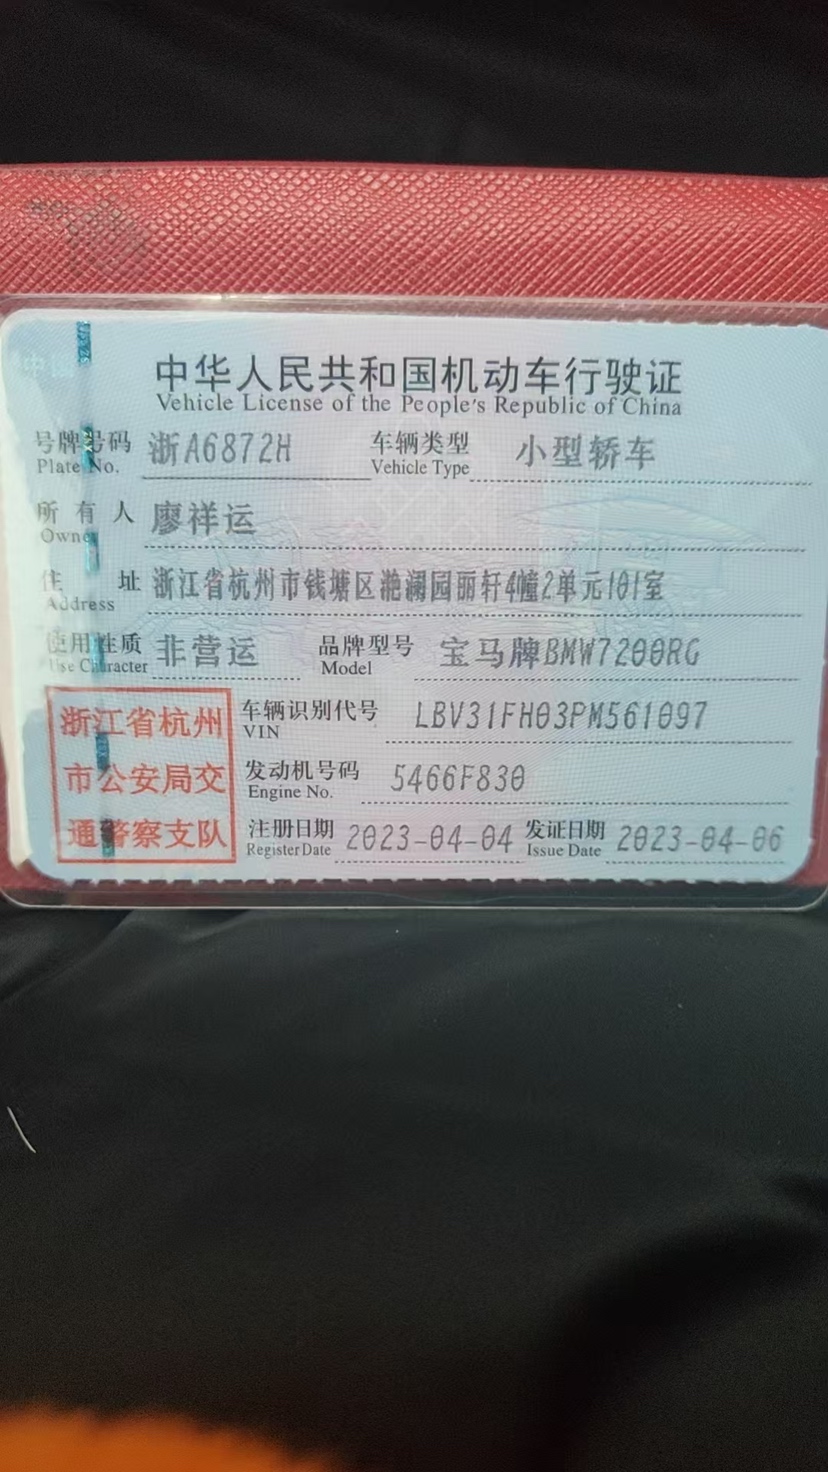 中华人民共和国机动车行驶证
Vehicle License of the People's Republic of China
号牌号码 浙A6872H 车辆类型 小型轿车
Plate No. Vehicle Type
所有人 廖祥运
Owner
住址 浙江省杭州市钱塘区滟澜园丽轩4幢2单元101室
Address
使用性质 非营运 品牌型号 宝马牌BMW7200RG
Use Character Model
浙江省杭州
市公安局交
通警察支队
车辆识别代号 LBV31FH03PM561097
VIN
发动机号码 5466F830
Engine No.
注册日期 2023-04-04 发证日期 2023-04-06
Register Date Issue Date